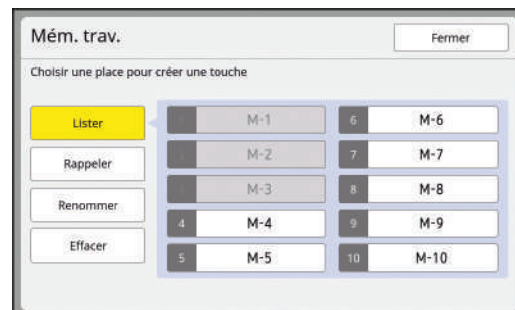 Mém. trav.
Fermer
Choisir une place pour créer une touche
Lister
Rappeler
Renommer
Effacer
M-1
M-2
M-3
4 M-4
5 M-5
6 M-6
7 M-7
8 M-8
9 M-9
10 M-10